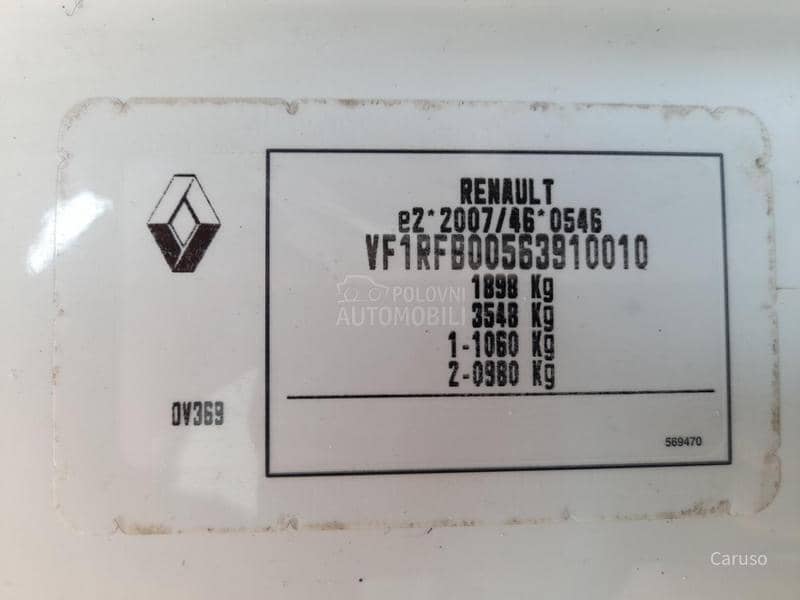 RENAULT
e2*2007/46*0546
VF1RFB00563910010
1898 Kg
3548 Kg
1-1060 Kg
2-0980 Kg
POLOVNI
AUTOMOBILI
0V369
569470
Caruso